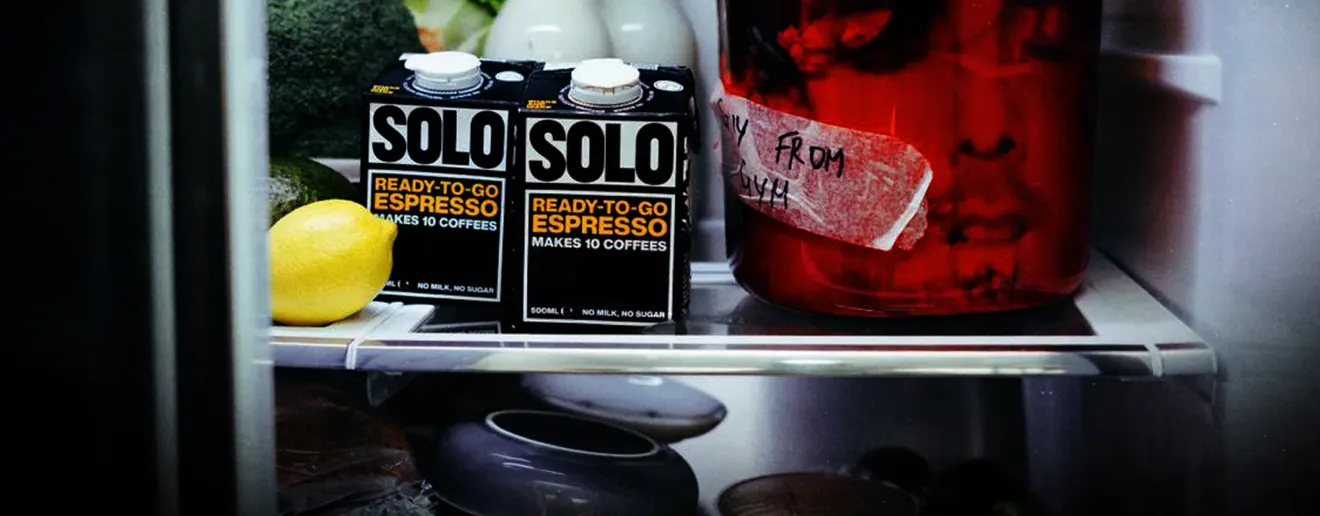 SOLO
READY-TO-GO
ESPRESSO
MAKES 10 COFFEES
NO MILK, NO SUGAR
SOLO
READY-TO-GO
ESPRESSO
MAKES 10 COFFEES
500ML
NO MILK, NO SUGAR
FROM
GYM